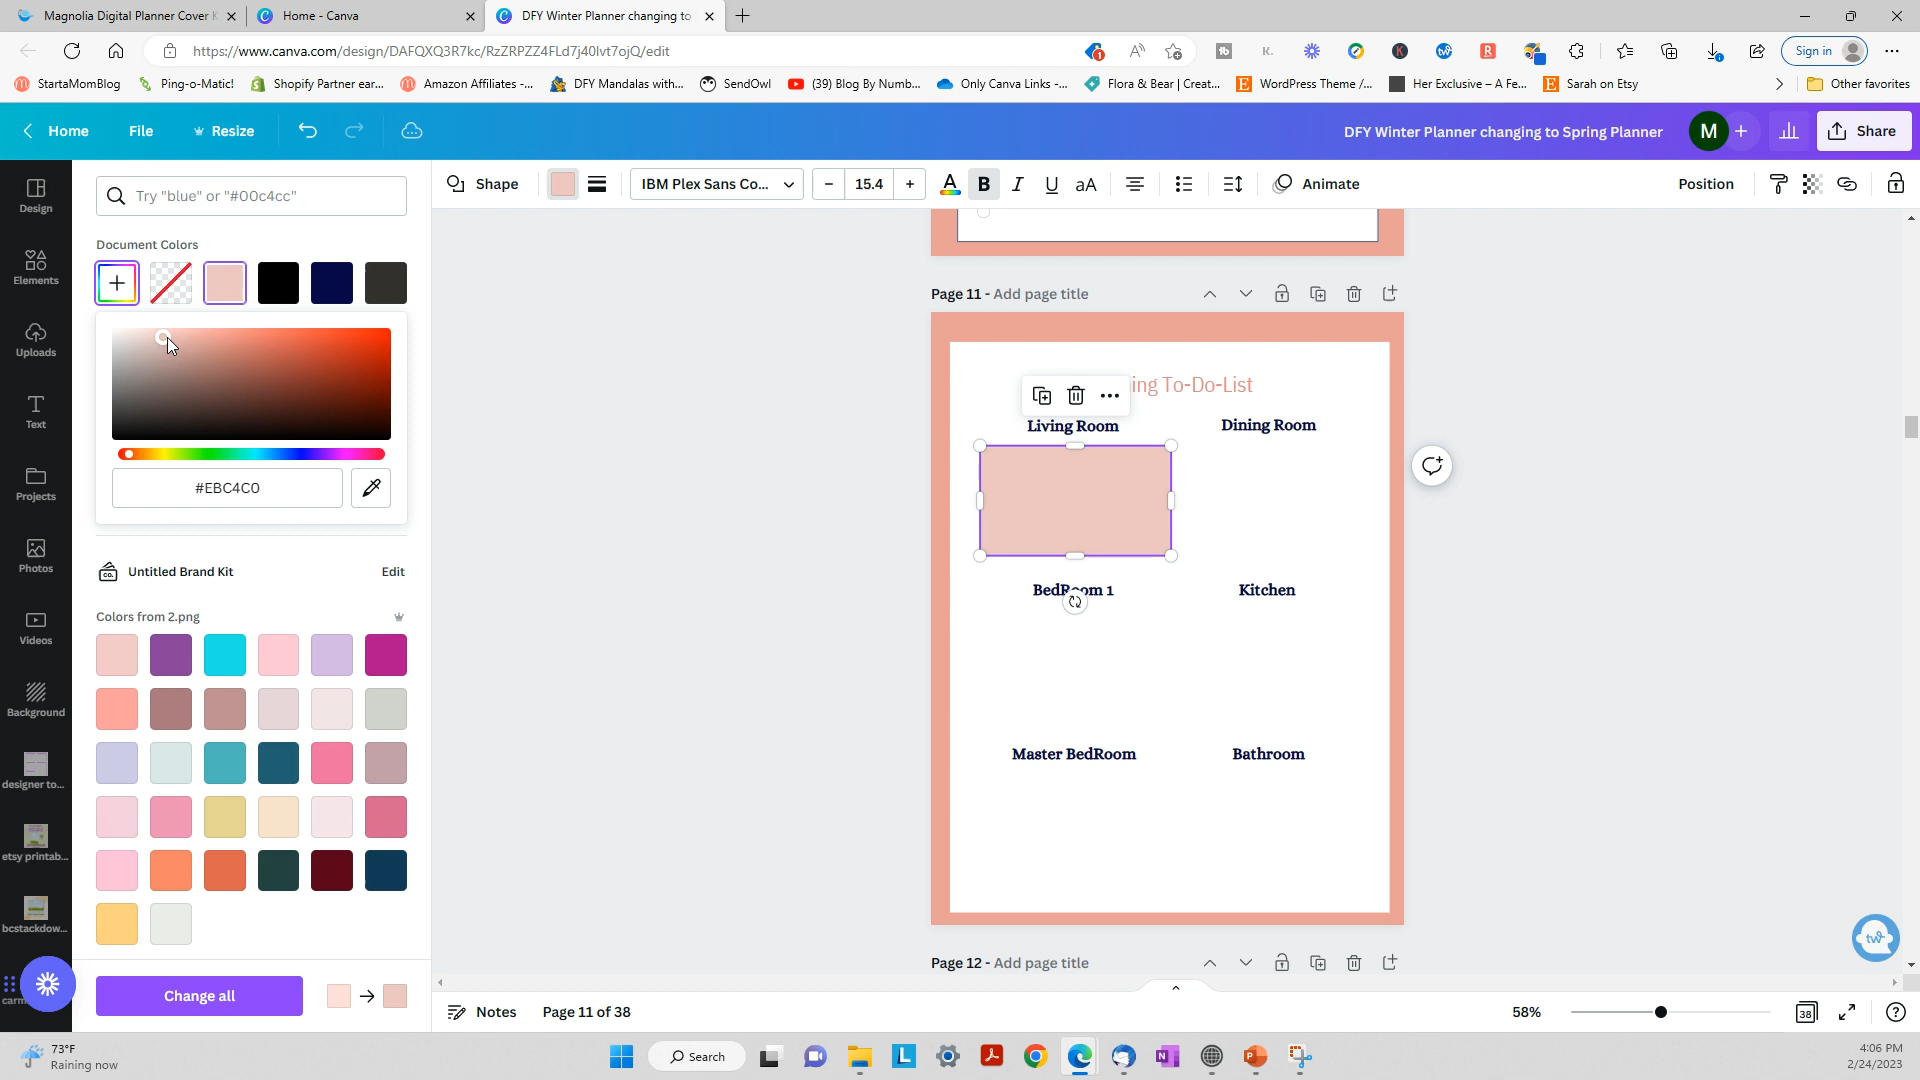 Magnolia Digital Planner Cover
Home - Canva
DFY Winter Planner changing to
https://www.canva.com/design/DAFQXQ3R7kc/RzZRPZZ4FLd7j40lvt7ojQ/edit
Sign in
StartaMomBlog
Ping-o-Matic!
Shopify Partner ear...
Amazon Affiliates -...
DFY Mandalas with...
SendOwl
(39) Blog By Numb...
Only Canva Links -...
Flora & Bear | Creat...
WordPress Theme /...
Her Exclusive – A Fe...
Sarah on Etsy
Other favorites
Home
File
Resize
DFY Winter Planner changing to Spring Planner
M
Share
Design
Elements
Uploads
Text
Projects
Photos
Videos
Background
designer to...
etsy printab...
bcstackdow...
Try "blue" or "#00c4cc"
Document Colors
#EBC4C0
Untitled Brand Kit
Edit
Colors from 2.png
Change all
Shape
IBM Plex Sans Co...
15.4
A B I U aA
Animate
Position
Page 11 - Add page title
ing To-Do-List
Living Room
Dining Room
BedRoom 1
Kitchen
Master BedRoom
Bathroom
Page 12 - Add page title
Notes
Page 11 of 38
58%
38
73°F
Raining now
Search
4:06 PM
2/24/2023